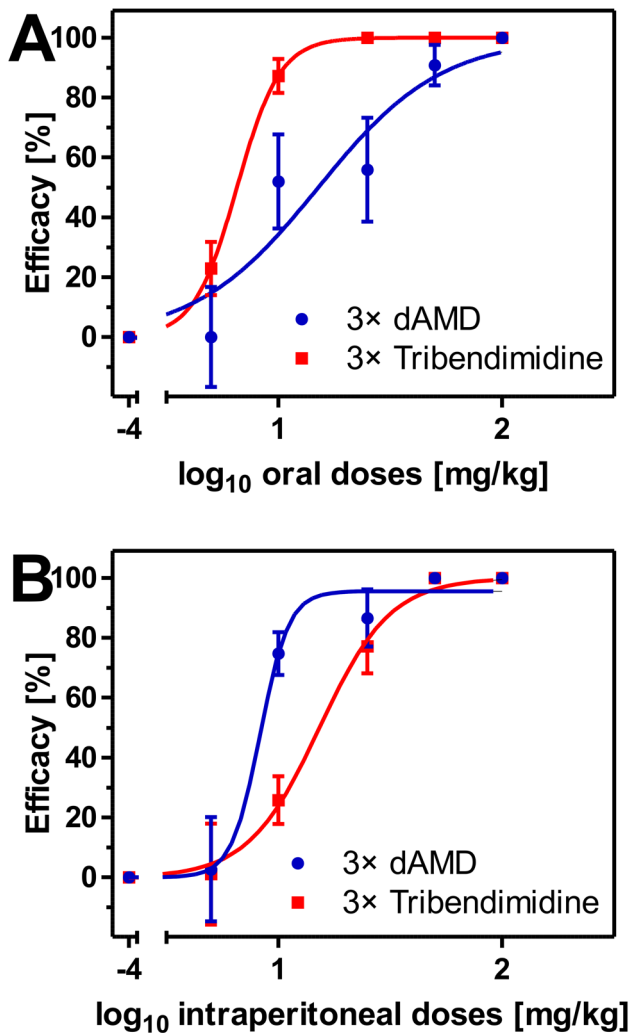 A
Efficacy [%]
100
80
60
40
20
0
3× dAMD
3× Tribendimidine
-4
1
2
log10 oral doses [mg/kg]
B
Efficacy [%]
100
80
60
40
20
0
3× dAMD
3× Tribendimidine
-4
1
2
log10 intraperitoneal doses [mg/kg]